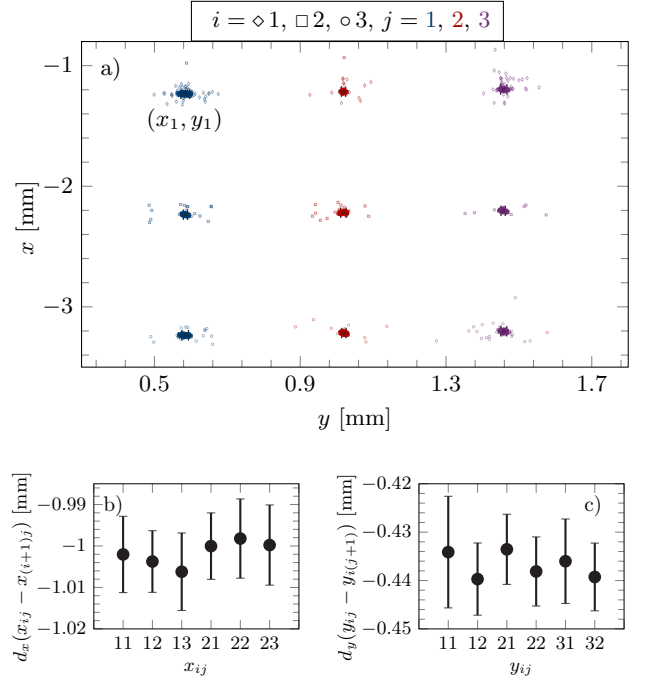 i = ⋄ 1, □ 2, ○ 3, j = 1, 2, 3
a)
(x₁, y₁)
−1
−2
−3
x [mm]
0.5 0.9 1.3 1.7
y [mm]
b)
−0.99
−1
−1.01
−1.02
dₓ(xᵢⱼ − x₍ᵢ₊₁₎ⱼ) [mm]
11 12 13 21 22 23
xᵢⱼ
c)
−0.42
−0.43
−0.44
−0.45
d_y(yᵢⱼ − yᵢ₍ⱼ₊₁₎) [mm]
11 12 21 22 31 32
yᵢⱼ